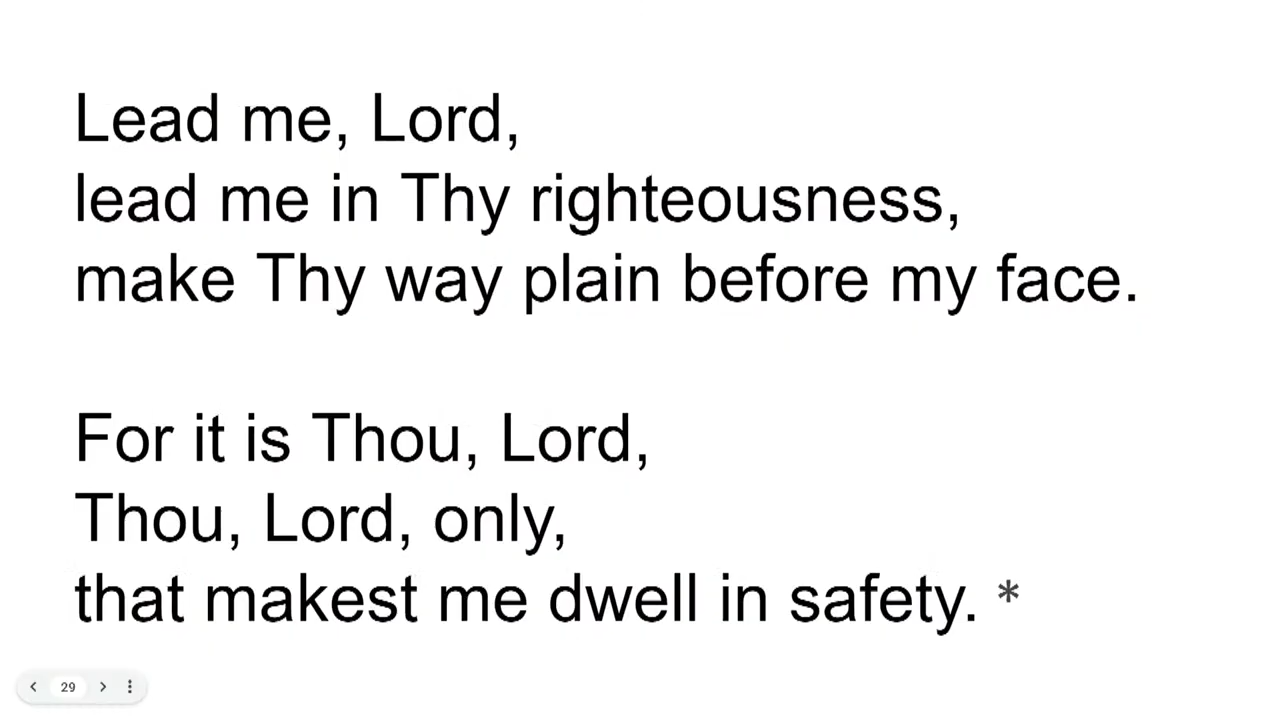 Lead me, Lord,
lead me in Thy righteousness,
make Thy way plain before my face.
For it is Thou, Lord,
Thou, Lord, only,
that makest me dwell in safety. *
29